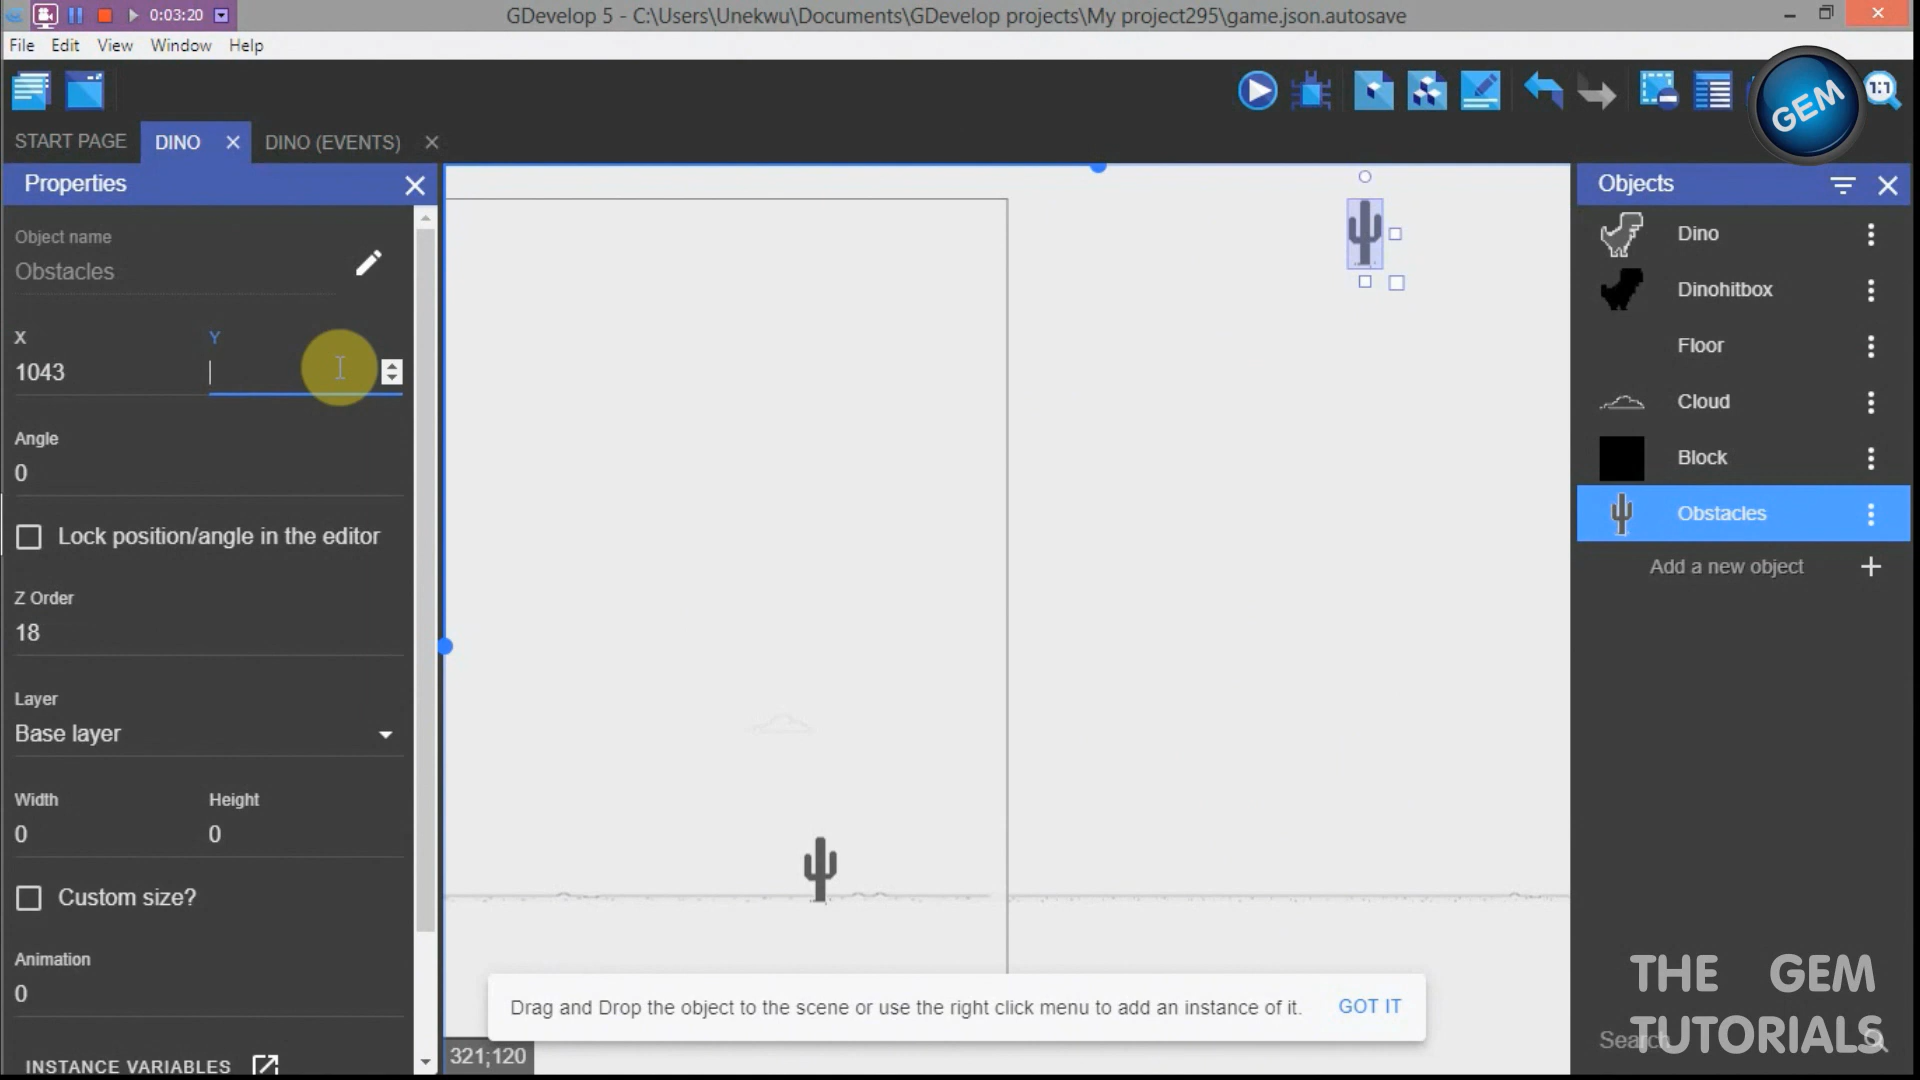 0:03:20
GDevelop 5 - C:\Users\Unekwu\Documents\GDevelop projects\My project295\game.json.autosave
File Edit View Window Help
1:1
GEM
START PAGE DINO DINO (EVENTS)
Properties
Objects
Object name
Obstacles
X Y
1043
Angle
0
Lock position/angle in the editor
Z Order
18
Layer
Base layer
Width Height
0 0
Custom size?
Animation
0
INSTANCE VARIABLES
Drag and Drop the object to the scene or use the right click menu to add an instance of it. GOT IT
321;120
Dino
Dinohitbox
Floor
Cloud
Block
Obstacles
Add a new object
THE GEM
TUTORIALS
Search